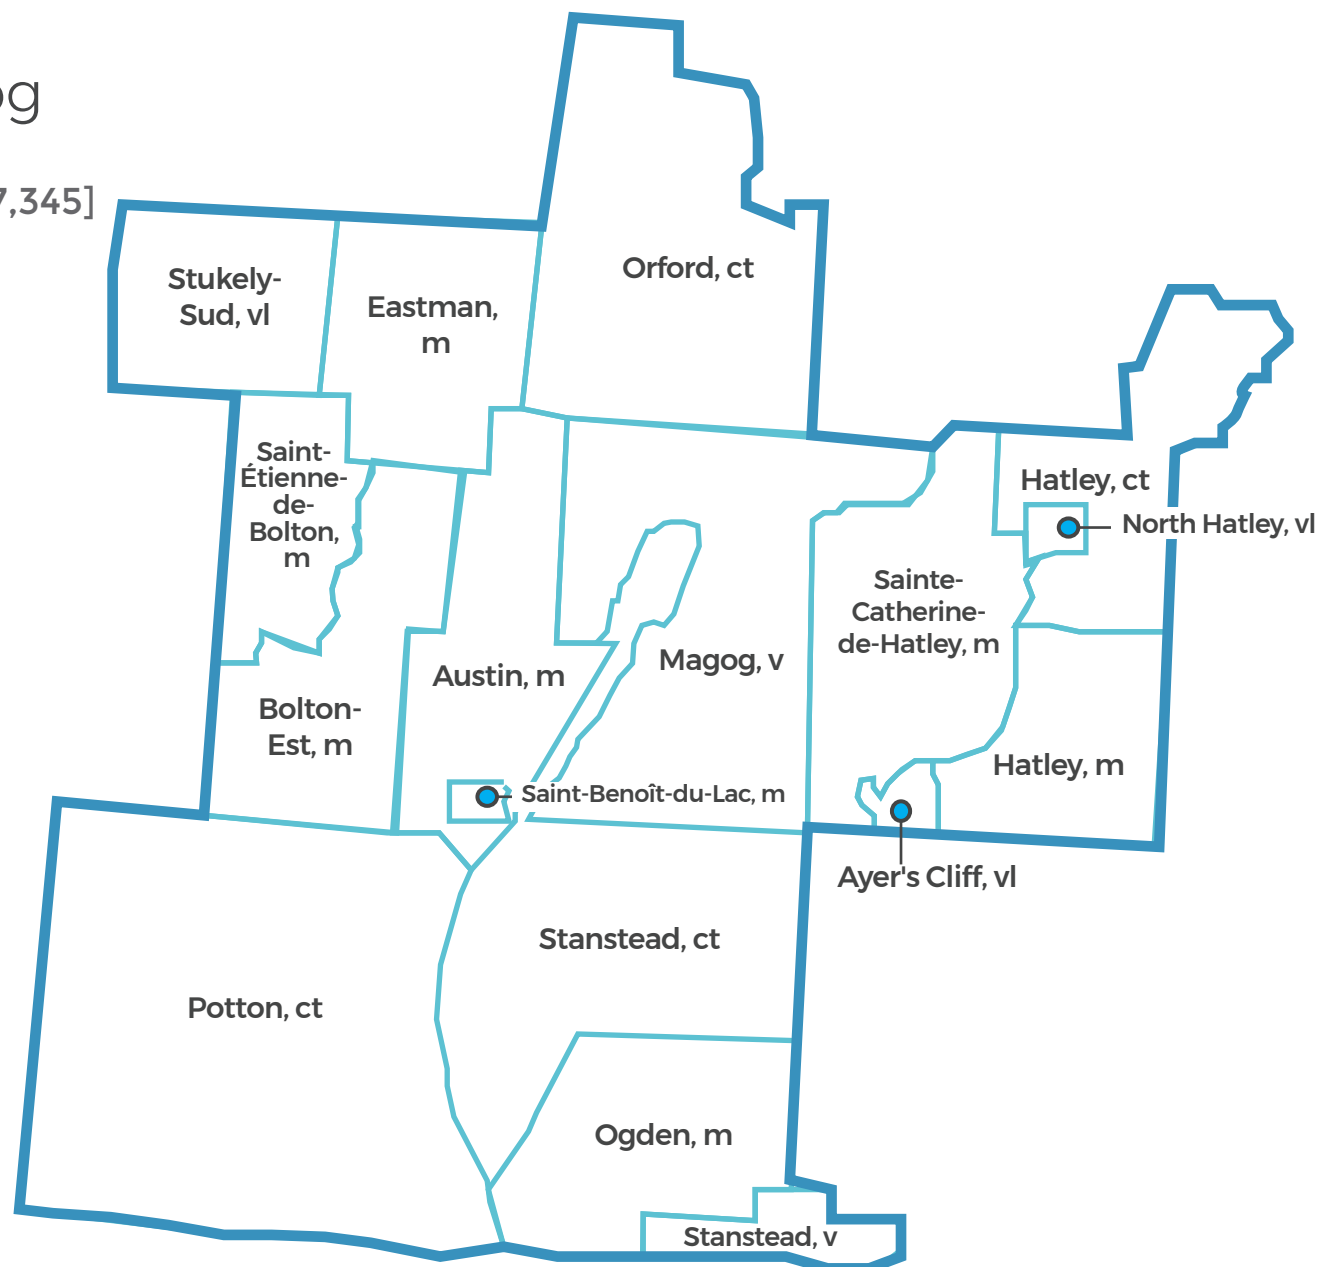 og
7,345]
Orford, ct
Stukely-
Sud, vl
Eastman,
m
Saint-
Étienne-
de-
Bolton,
m
Hatley, ct
North Hatley, vl
Sainte-
Catherine-
de-Hatley, m
Austin, m
Magog, v
Bolton-
Est, m
Hatley, m
Saint-Benoît-du-Lac, m
Ayer's Cliff, vl
Stanstead, ct
Potton, ct
Ogden, m
Stanstead, v